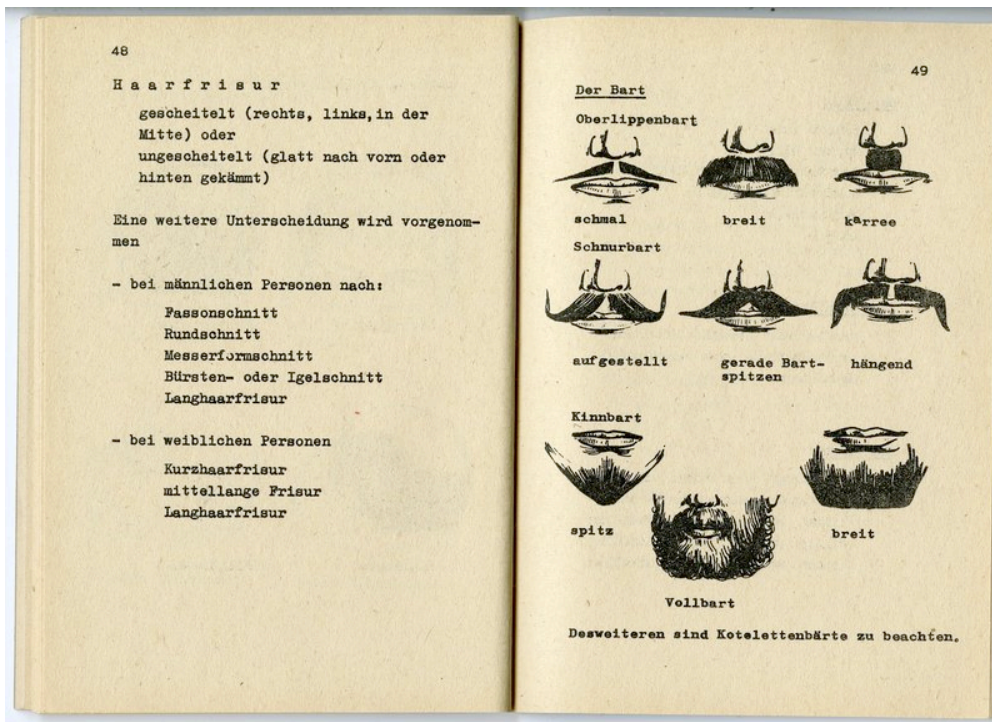 48
Haarfrisur
gescheitelt (rechts, links,in der
Mitte) oder
ungescheitelt (glatt nach vorn oder
hinten gekämmt)
Eine weitere Unterscheidung wird vorgenom-
men
- bei männlichen Personen nach:
Fassonschnitt
Rundschnitt
Messerformschnitt
Bürsten- oder Igelschnitt
Langhaarfrisur
- bei weiblichen Personen
Kurzhaarfrisur
mittellange Frisur
Langhaarfrisur
49
Der Bart
Oberlippenbart
schmal breit karree
Schnurbart
aufgestellt gerade Bart- hängend
spitzen
Kinnbart
spitz breit
Vollbart
Desweiteren sind Kotelettenbärte zu beachten.